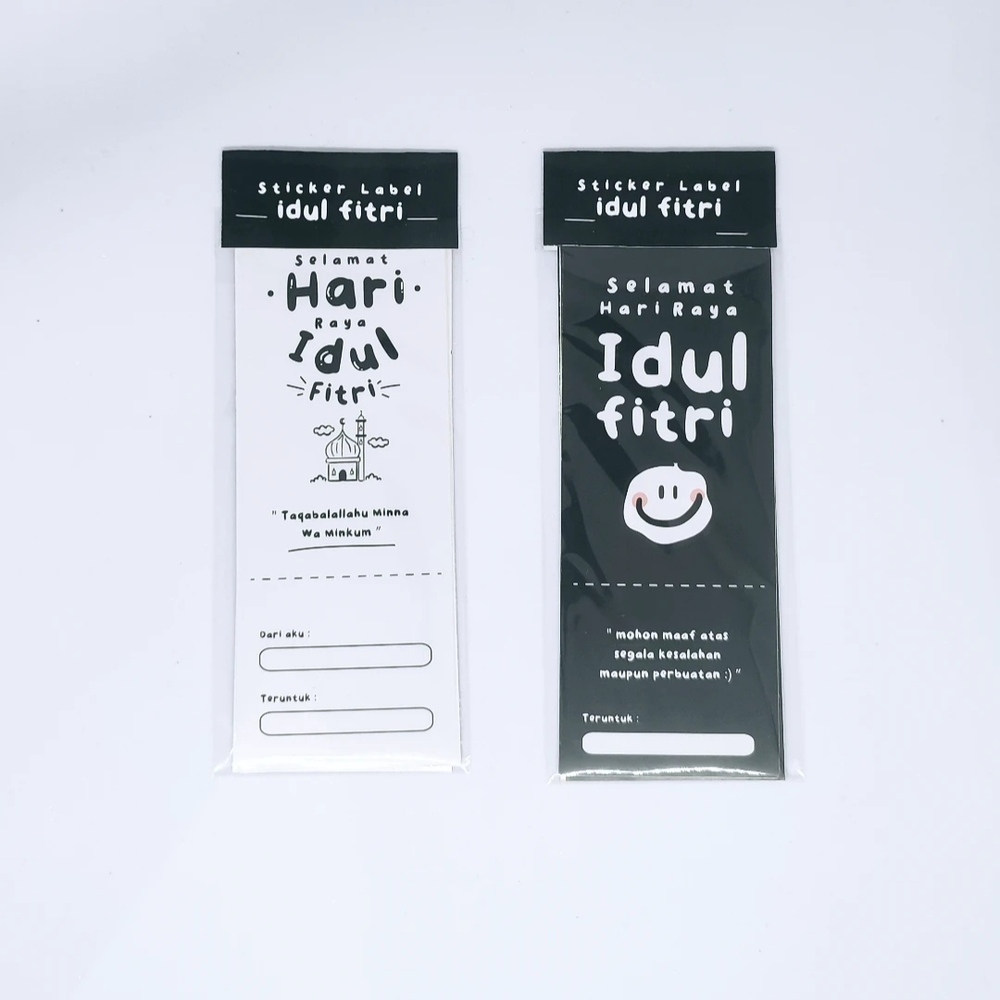 Sticker Label
idul fitri
Selamat
Hari
Raya
Idul
Fitri
" Taqabalallahu Minna
Wa Minkum "
Dari aku :
Teruntuk :
Sticker Label
idul fitri
Selamat
Hari Raya
Idul
fitri
" mohon maaf atas
segala kesalahan
maupun perbuatan :) "
Teruntuk :